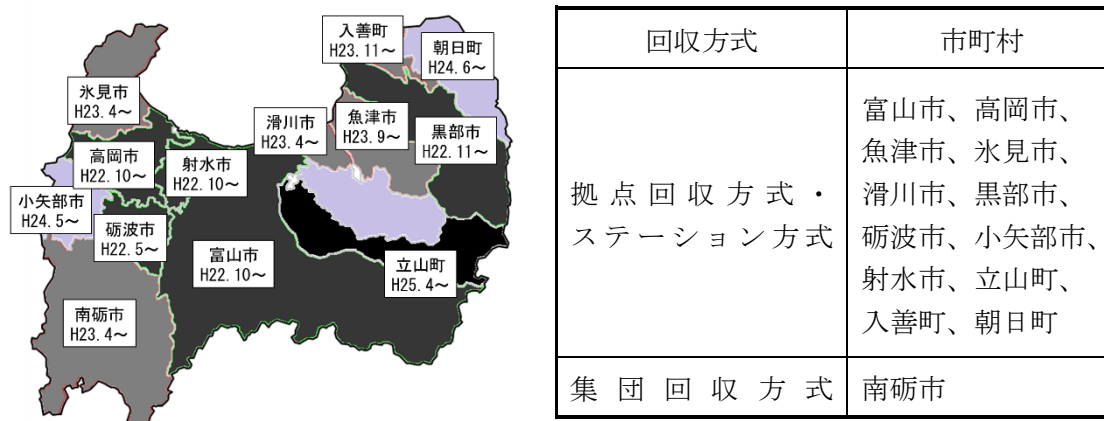 入善町
H23.11～
朝日町
H24.6～
氷見市
H23.4～
滑川市
H23.4～
魚津市
H23.9～
黒部市
H22.11～
高岡市
H22.10～
射水市
H22.10～
小矢部市
H24.5～
砺波市
H22.5～
富山市
H22.10～
立山町
H25.4～
南砺市
H23.4～
回収方式
市町村
拠点回収方式・
ステーション方式
富山市、高岡市、
魚津市、氷見市、
滑川市、黒部市、
砺波市、小矢部市、
射水市、立山町、
入善町、朝日町
集団回収方式
南砺市